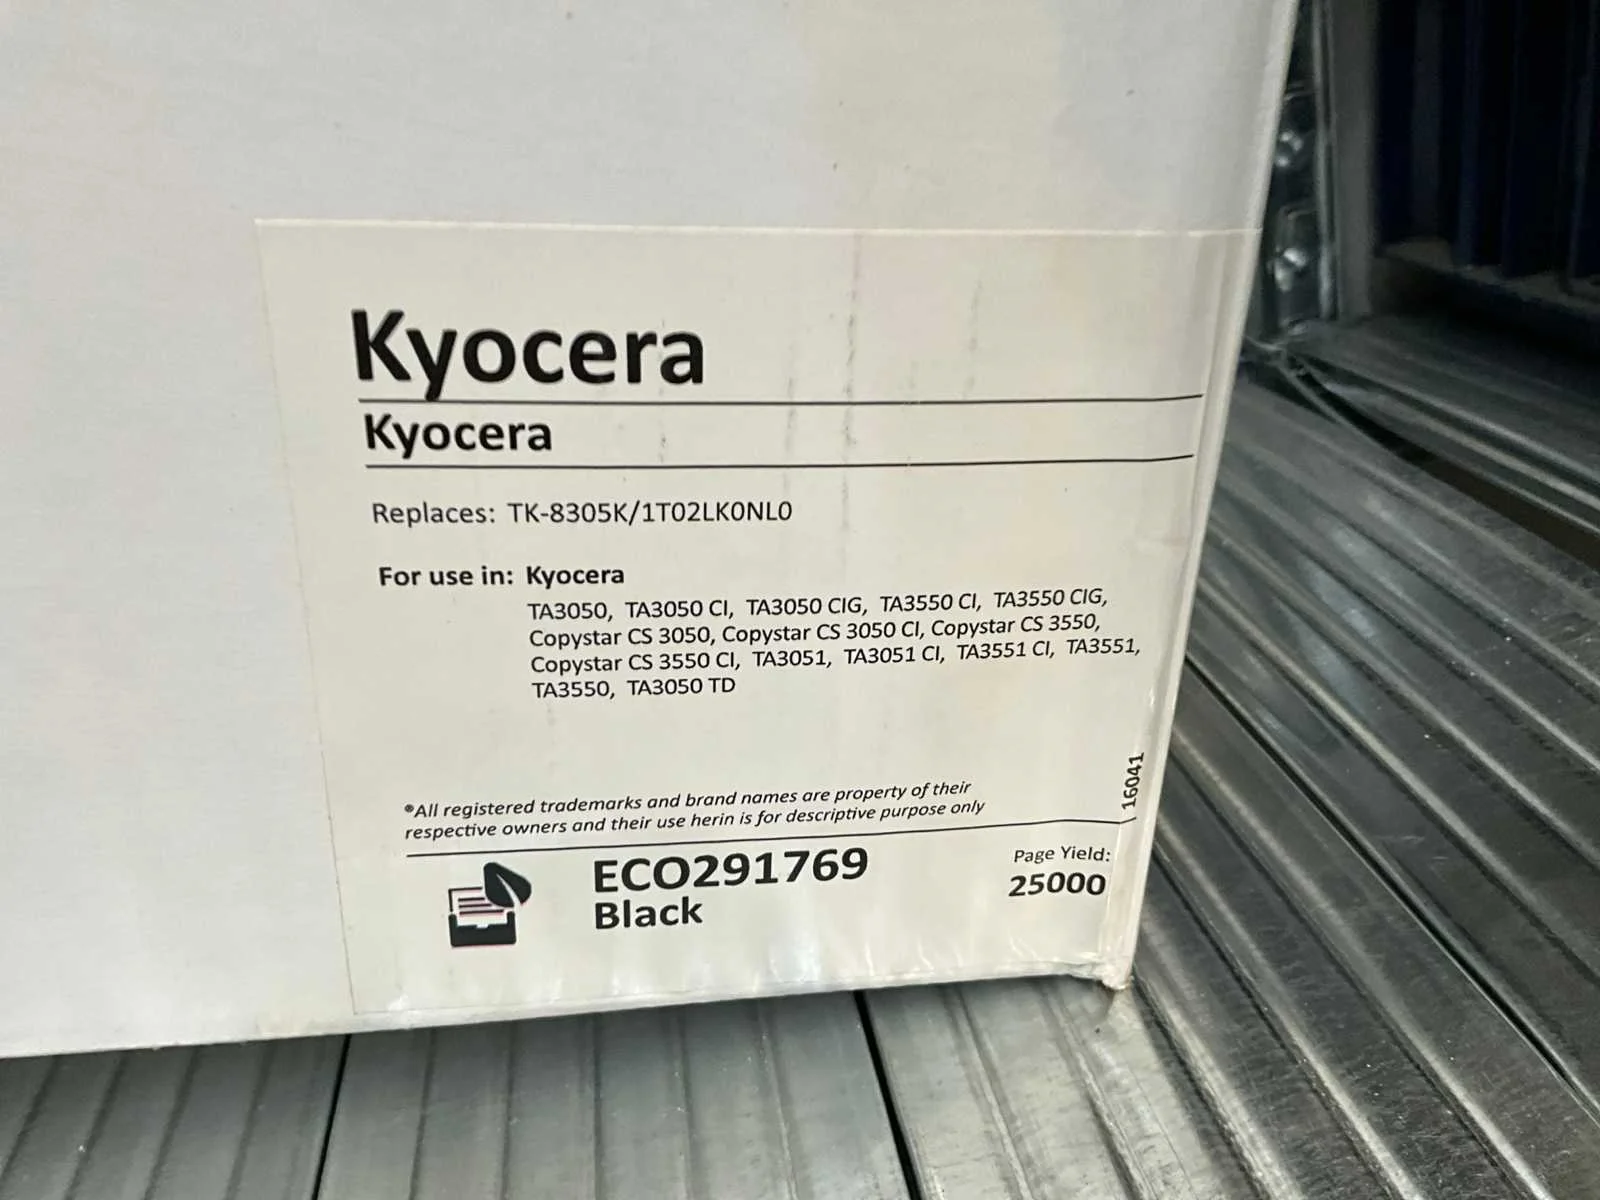 Kyocera
Kyocera
Replaces: TK-8305K/1T02LK0NL0
For use in: Kyocera
TA3050, TA3050 CI, TA3050 CIG, TA3550 CI, TA3550 CIG,
Copystar CS 3050, Copystar CS 3050 CI, Copystar CS 3550,
Copystar CS 3550 CI, TA3051, TA3051 CI, TA3551 CI, TA3551,
TA3550, TA3050 TD
16041
®All registered trademarks and brand names are property of their
respective owners and their use herin is for descriptive purpose only
ECO291769
Black
Page Yield:
25000